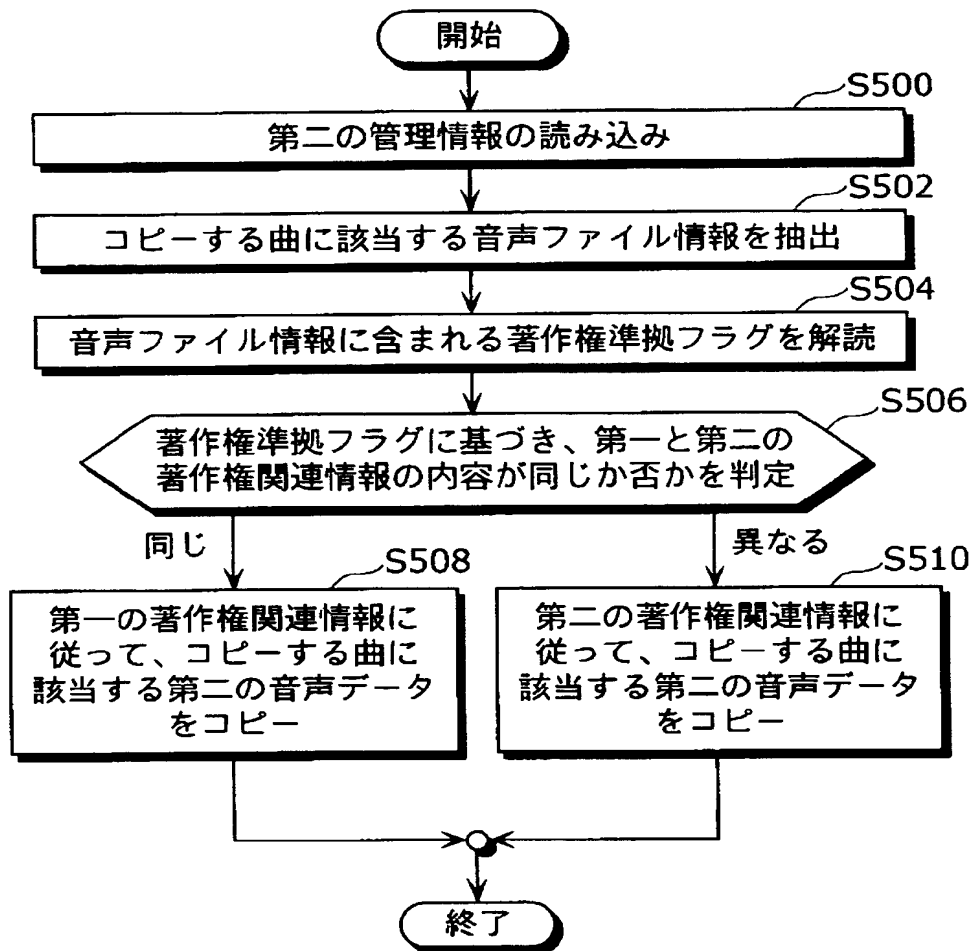 開始
S500
第二の管理情報の読み込み
S502
コピーする曲に該当する音声ファイル情報を抽出
S504
音声ファイル情報に含まれる著作権準拠フラグを解読
S506
著作権準拠フラグに基づき、第一と第二の
著作権関連情報の内容が同じか否かを判定
同じ
異なる
S508
第一の著作権関連情報に
従って、コピーする曲に
該当する第二の音声データ
をコピー
S510
第二の著作権関連情報に
従って、コピーする曲に
該当する第二の音声データ
をコピー
終了